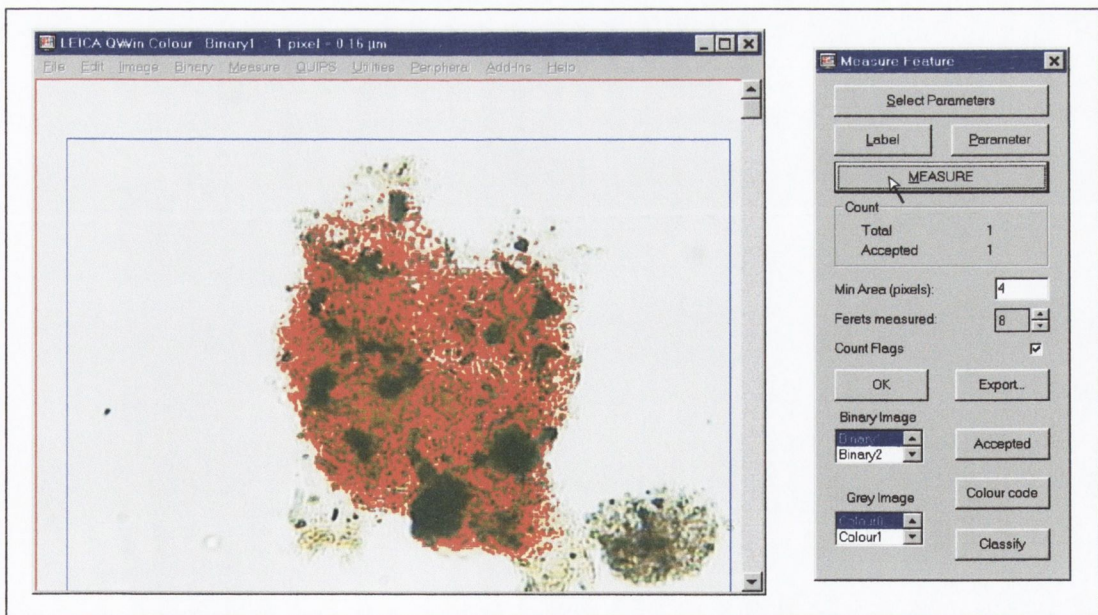 LEICA QWin Colour Binary1 - 1 pixel - 0.16 µm
File Edit Image Binary Measure QUIPS Utilities Peripheral Add-Ins Help
Measure Feature
Select Parameters
Label Parameter
MEASURE
Count
Total 1
Accepted 1
Min Area (pixels): 4
Ferets measured: 8
Count Flags
OK Export...
Binary Image
Binary2
Accepted
Colour code
Grey Image
Colour0
Colour1
Classify